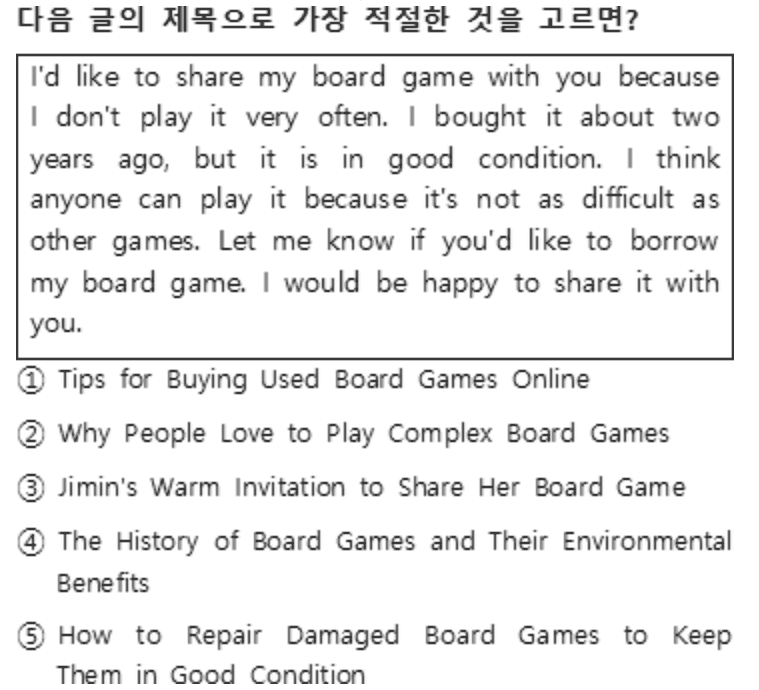 다음 글의 제목으로 가장 적절한 것을 고르면?
I'd like to share my board game with you because
I don't play it very often. I bought it about two
years ago, but it is in good condition. I think
anyone can play it because it's not as difficult as
other games. Let me know if you'd like to borrow
my board game. I would be happy to share it with
you.
① Tips for Buying Used Board Games Online
② Why People Love to Play Complex Board Games
③ Jimin's Warm Invitation to Share Her Board Game
④ The History of Board Games and Their Environmental
Benefits
⑤ How to Repair Damaged Board Games to Keep
Them in Good Condition